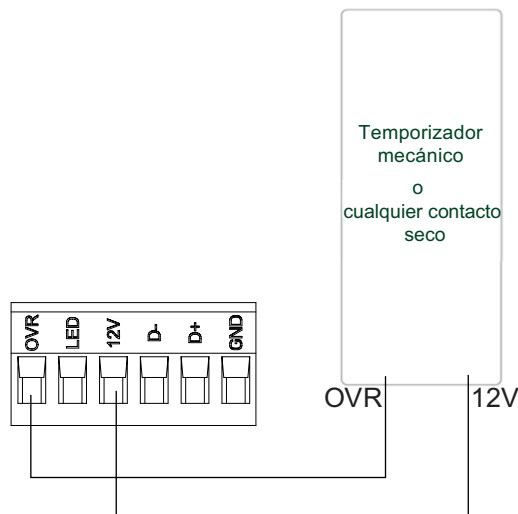 Temporizador
mecánico
o
cualquier contacto
seco
OVR
LED
12V
D-
D+
GND
OVR
12V